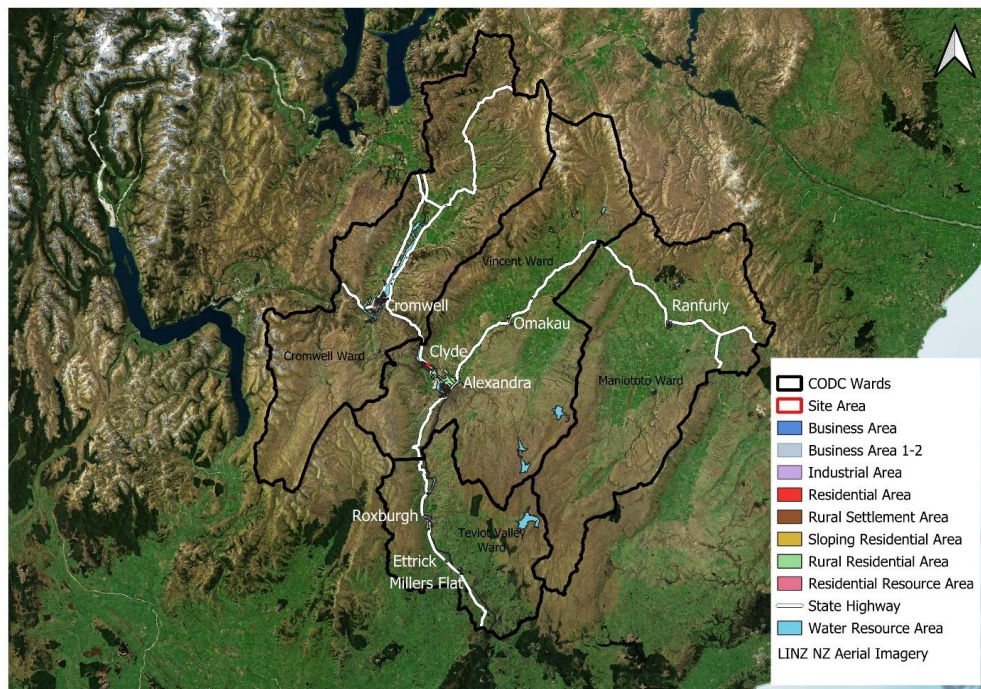 Vincent Ward
Cromwell
Ranfurly
Omakau
Clyde
Cromwell Ward
Alexandra
Maniototo Ward
Roxburgh
Teviot Valley
Ward
Ettrick
Millers Flat
CODC Wards
Site Area
Business Area
Business Area 1-2
Industrial Area
Residential Area
Rural Settlement Area
Sloping Residential Area
Rural Residential Area
Residential Resource Area
State Highway
Water Resource Area
LINZ NZ Aerial Imagery